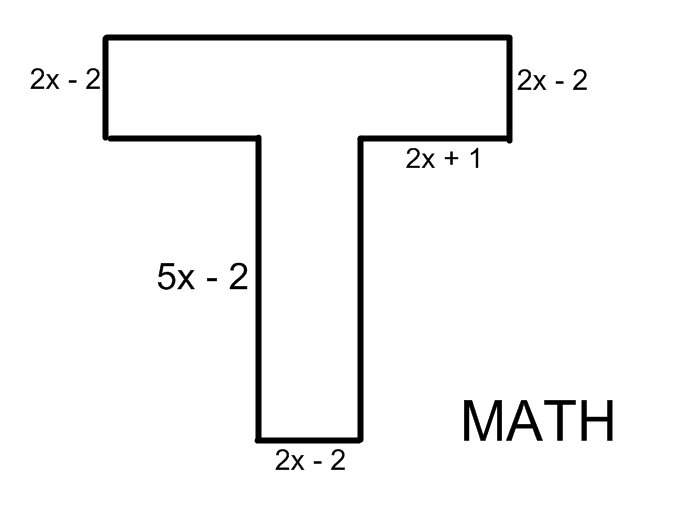 2x - 2
2x - 2
2x + 1
5x - 2
MATH
2x - 2